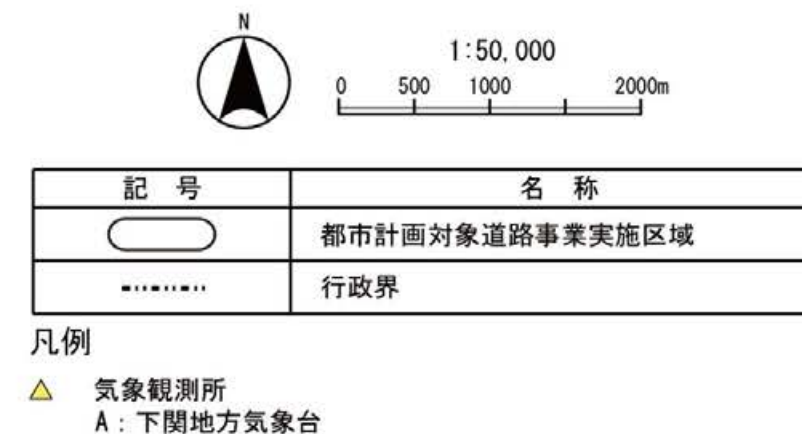 N
1:50,000
0 500 1000 2000m
記 号 名 称
都市計画対象道路事業実施区域
行政界
凡例
気象観測所
A:下関地方気象台